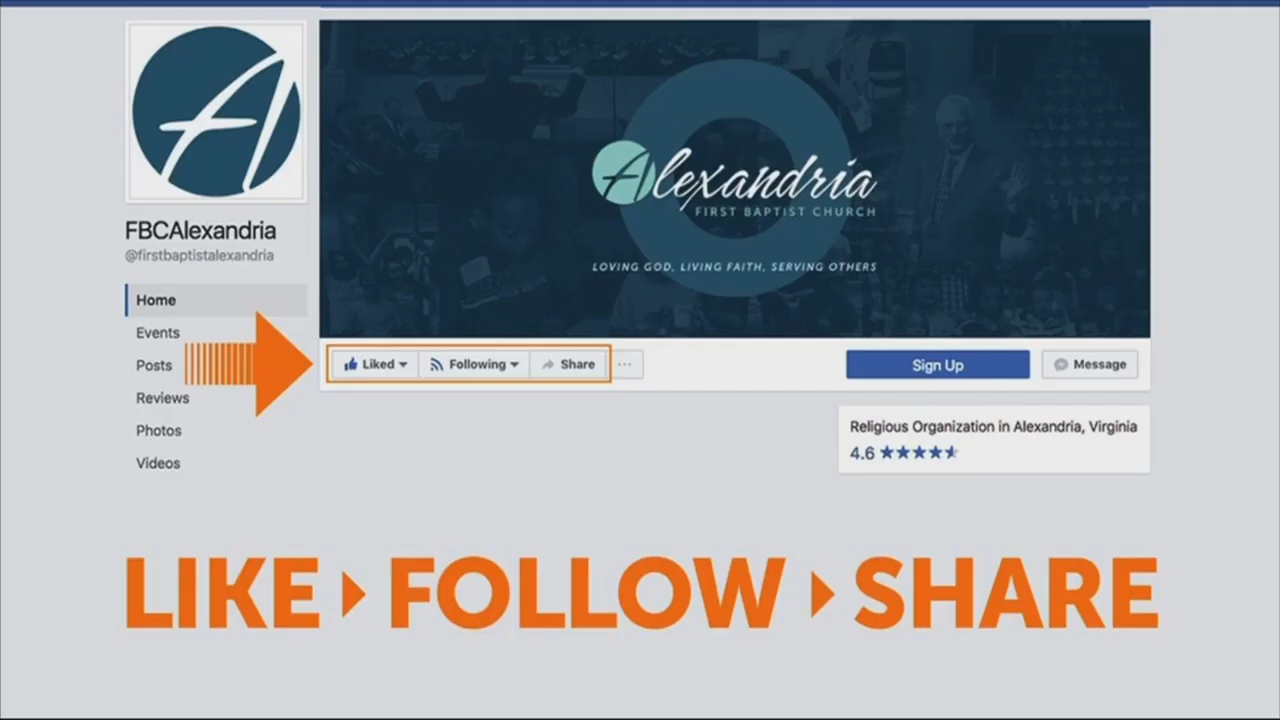 FBCAlexandria
@firstbaptistalexandria
Home
Events
Posts
Reviews
Photos
Videos
Alexandria
FIRST BAPTIST CHURCH
LOVING GOD, LIVING FAITH, SERVING OTHERS
Liked Following Share ...
Sign Up Message
Religious Organization in Alexandria, Virginia
4.6
LIKE FOLLOW SHARE